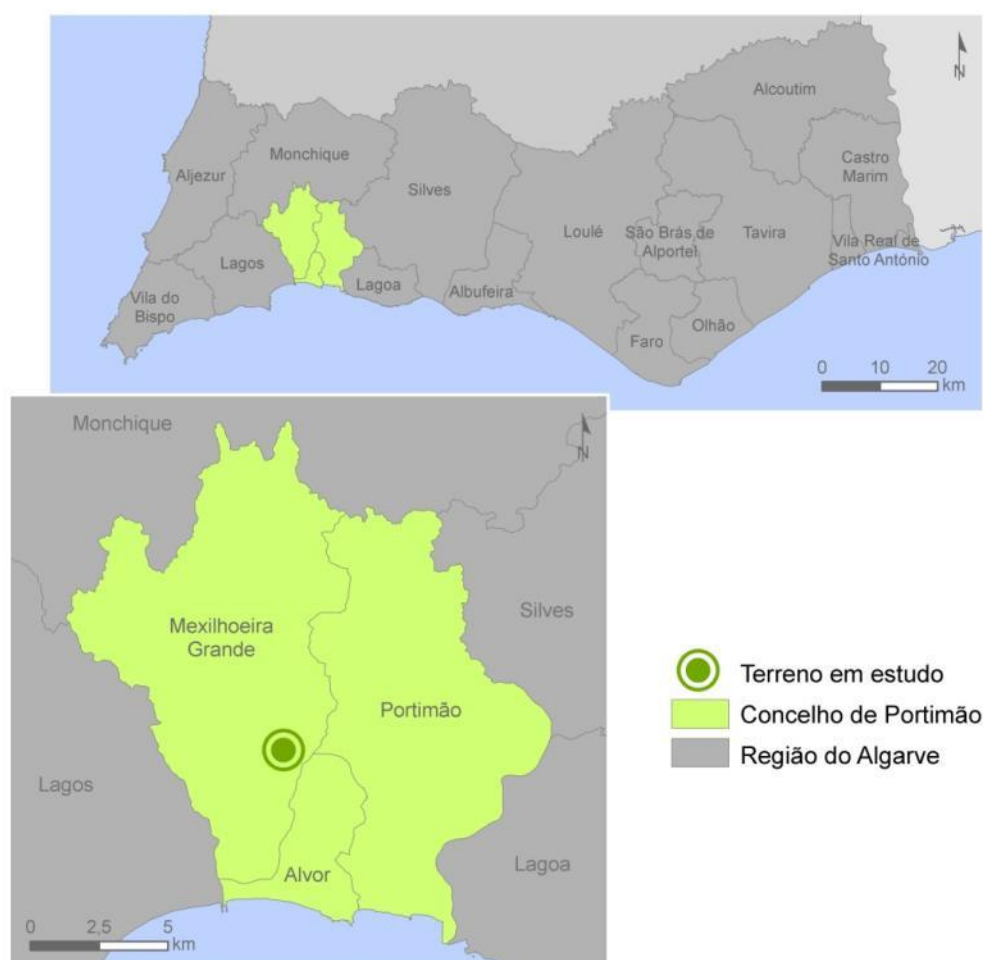 N
Alcoutim
Monchique
Castro
Marim
Aljezur
Silves
Loulé
São Brás de
Alportel
Tavira
Vila Real de
Santo António
Lagos
Lagoa
Albufeira
Vila do
Bispo
Olhão
Faro
0 10 20
km
Monchique
N
Silves
Mexilhoeira
Grande
Portimão
Lagos
Alvor
Lagoa
0 2,5 5
km
Terreno em estudo
Concelho de Portimão
Região do Algarve